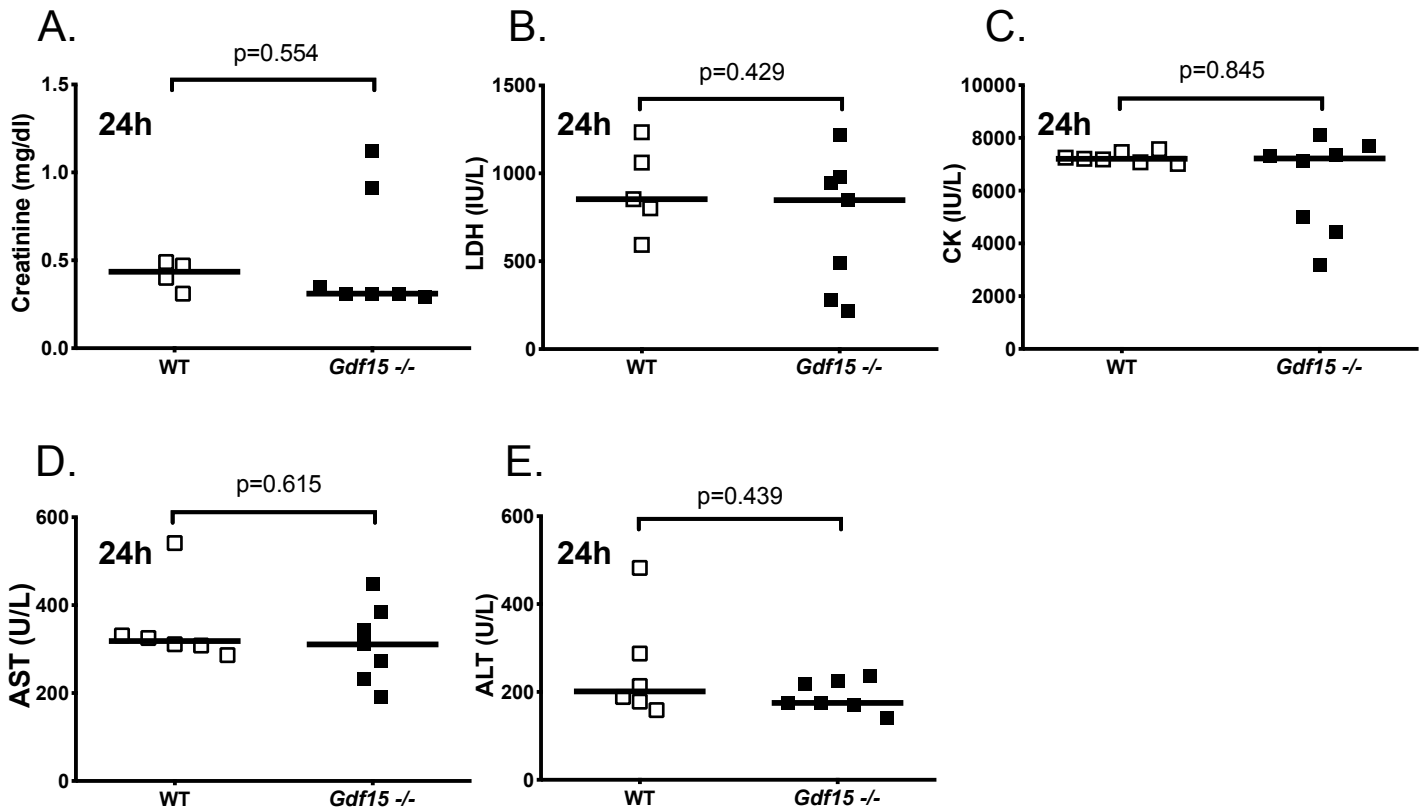 A.
p=0.554
Creatinine (mg/dl)
1.5
1.0
0.5
0.0
24h
WT
Gdf15 -/-
B.
p=0.429
LDH (IU/L)
1500
1000
500
0
24h
WT
Gdf15 -/-
C.
p=0.845
CK (IU/L)
10000
8000
6000
4000
2000
0
24h
WT
Gdf15 -/-
D.
p=0.615
AST (U/L)
600
400
200
0
24h
WT
Gdf15 -/-
E.
p=0.439
ALT (U/L)
600
400
200
0
24h
WT
Gdf15 -/-